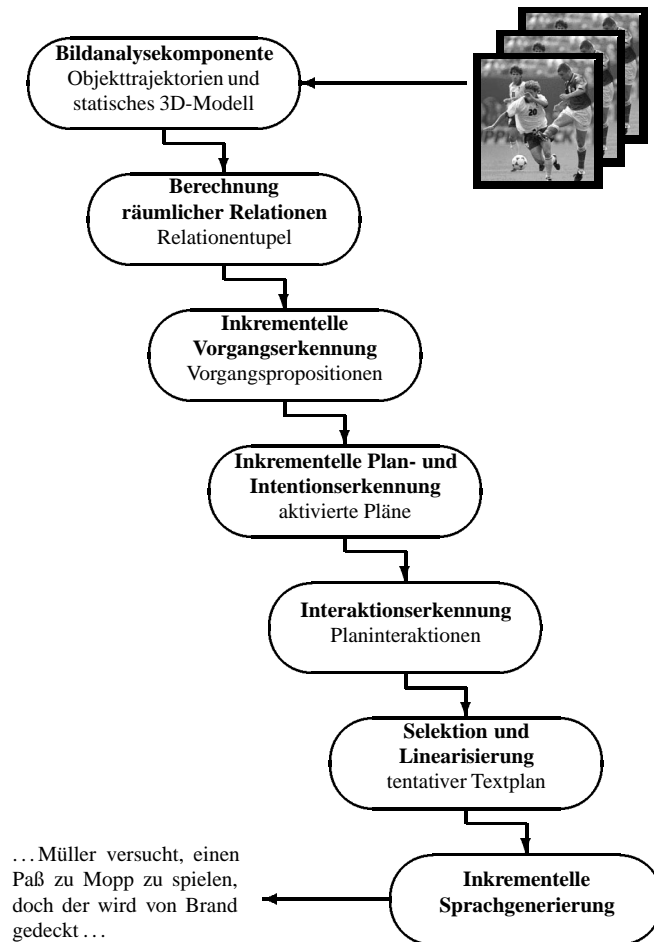 Bildanalysekomponente
Objekttrajektorien und
statisches 3D-Modell
20
Berechnung
räumlicher Relationen
Relationentupel
Inkrementelle
Vorgangserkennung
Vorgangspropositionen
Inkrementelle Plan- und
Intentionserkennung
aktivierte Pläne
Interaktionserkennung
Planinteraktionen
Selektion und
Linearisierung
tentativer Textplan
Inkrementelle
Sprachgenerierung
...Müller versucht, einen
Paß zu Mopp zu spielen,
doch der wird von Brand
gedeckt ...